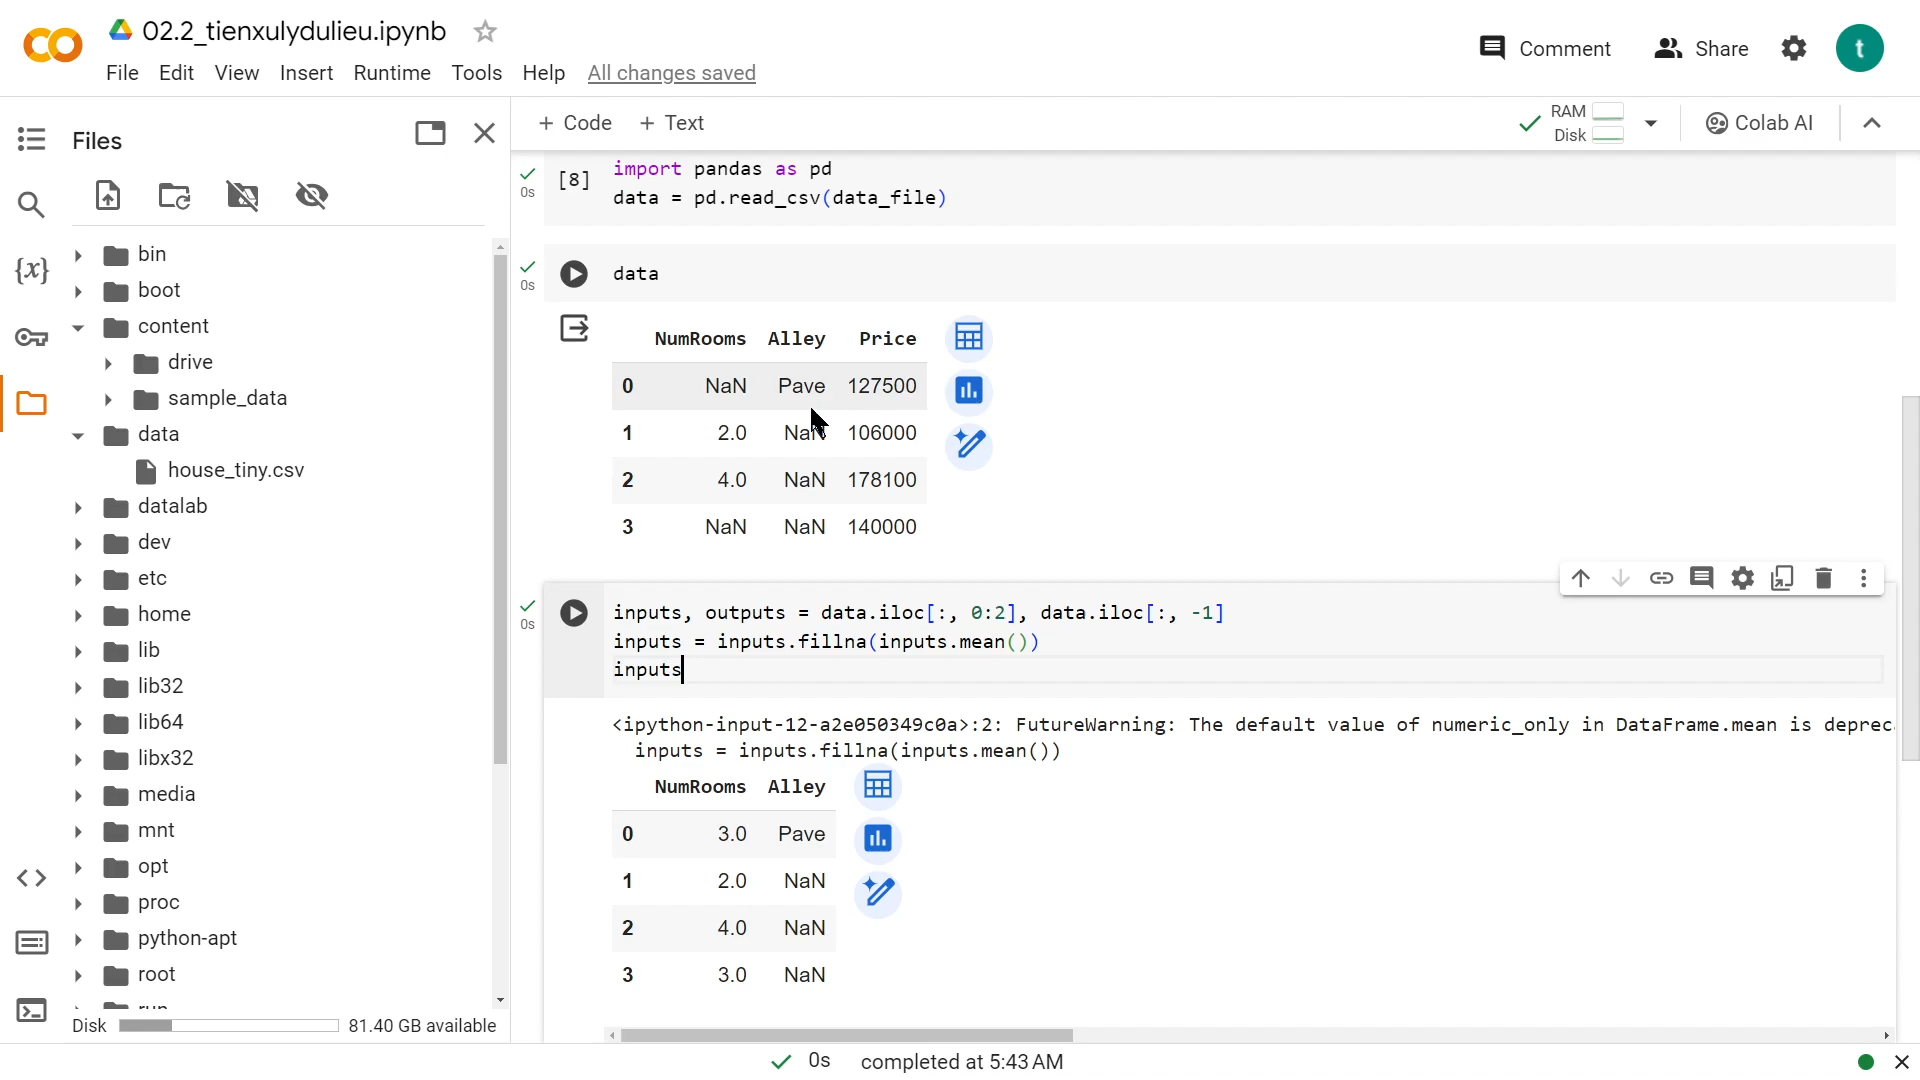 02.2_tienxulydulieu.ipynb
File Edit View Insert Runtime Tools Help All changes saved
Comment Share t
Files
+ Code + Text
RAM
Disk
Colab AI
bin
boot
content
drive
sample_data
data
house_tiny.csv
datalab
dev
etc
home
lib
lib32
lib64
libx32
media
mnt
opt
proc
python-apt
root
run
Disk 81.40 GB available
0s [8] import pandas as pd
data = pd.read_csv(data_file)
0s data
NumRooms Alley Price
0 NaN Pave 127500
1 2.0 NaN 106000
2 4.0 NaN 178100
3 NaN NaN 140000
0s inputs, outputs = data.iloc[:, 0:2], data.iloc[:, -1]
inputs = inputs.fillna(inputs.mean())
inputs
<ipython-input-12-a2e050349c0a>:2: FutureWarning: The default value of numeric_only in DataFrame.mean is deprec
inputs = inputs.fillna(inputs.mean())
NumRooms Alley
0 3.0 Pave
1 2.0 NaN
2 4.0 NaN
3 3.0 NaN
0s completed at 5:43 AM